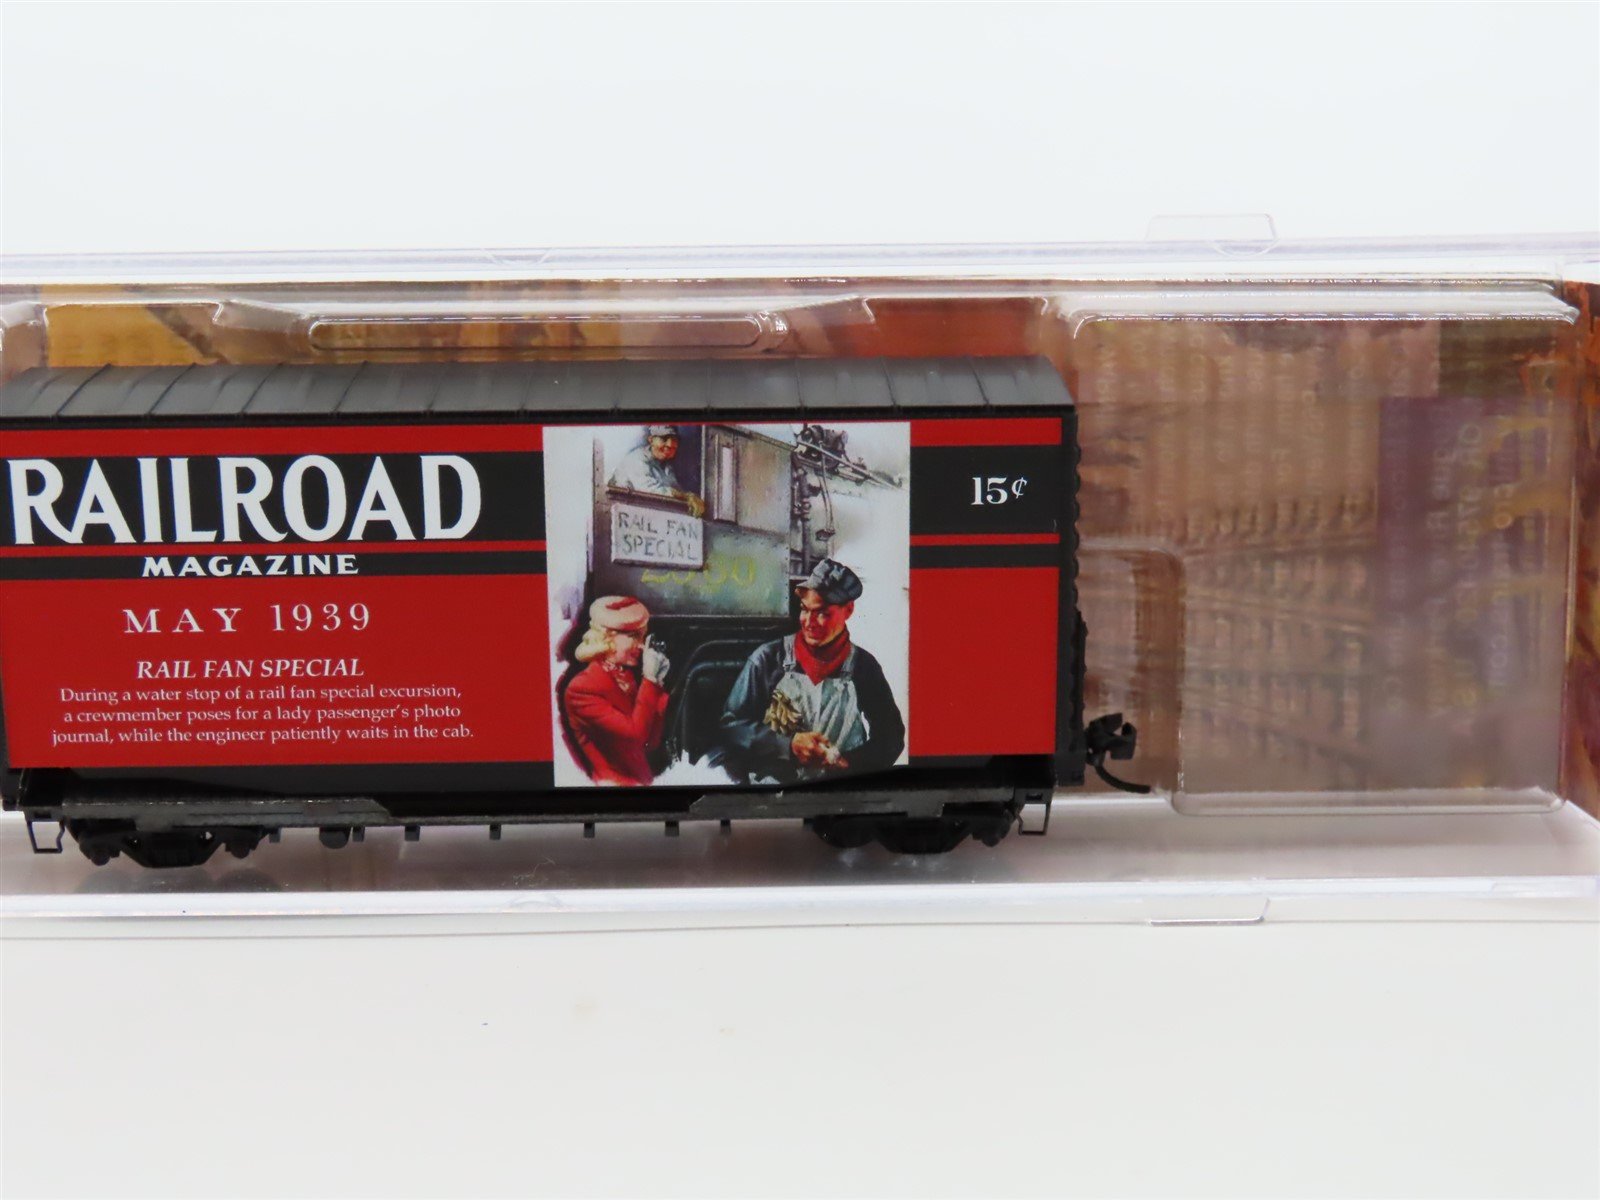 RAILROAD
MAGAZINE
MAY 1939
RAIL FAN SPECIAL
During a water stop of a rail fan special excursion,
a crewmember poses for a lady passenger's photo
journal, while the engineer patiently waits in the cab.
RAIL FAN
SPECIAL
15¢